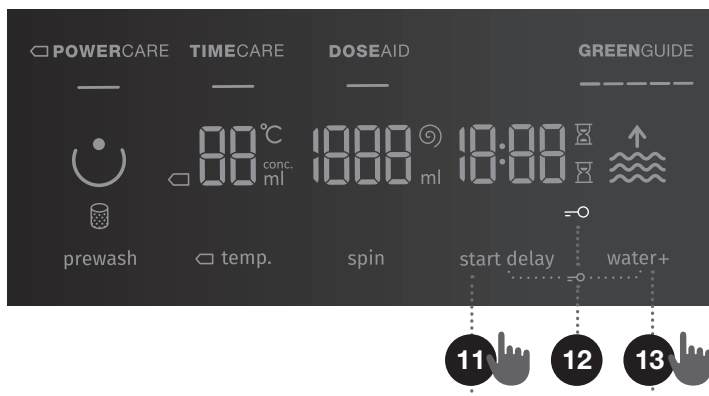 POWERCARE TIMECARE DOSEAID GREENGUIDE
88 °C 1888 18:88
conc.
ml ml
prewash temp. spin start delay water+
11 12 13